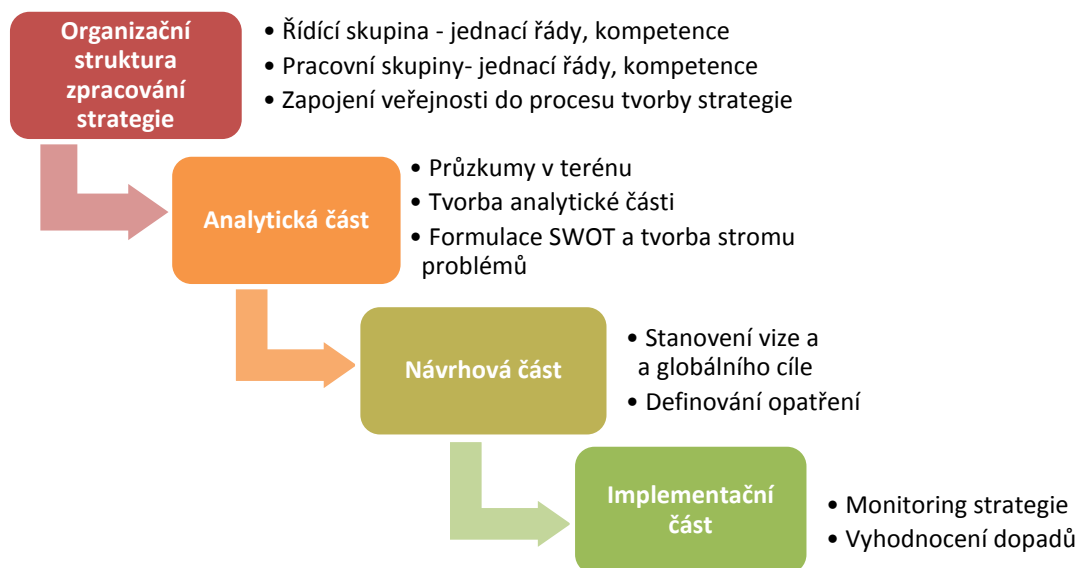 Organizační
struktura
zpracování
strategie
• Řídící skupina - jednací řády, kompetence
• Pracovní skupiny- jednací řády, kompetence
• Zapojení veřejnosti do procesu tvorby strategie
Analytická část
• Průzkumy v terénu
• Tvorba analytické části
• Formulace SWOT a tvorba stromu
problémů
Návrhová část
• Stanovení vize a
a globálního cíle
• Definování opatření
Implementační
část
• Monitoring strategie
• Vyhodnocení dopadů